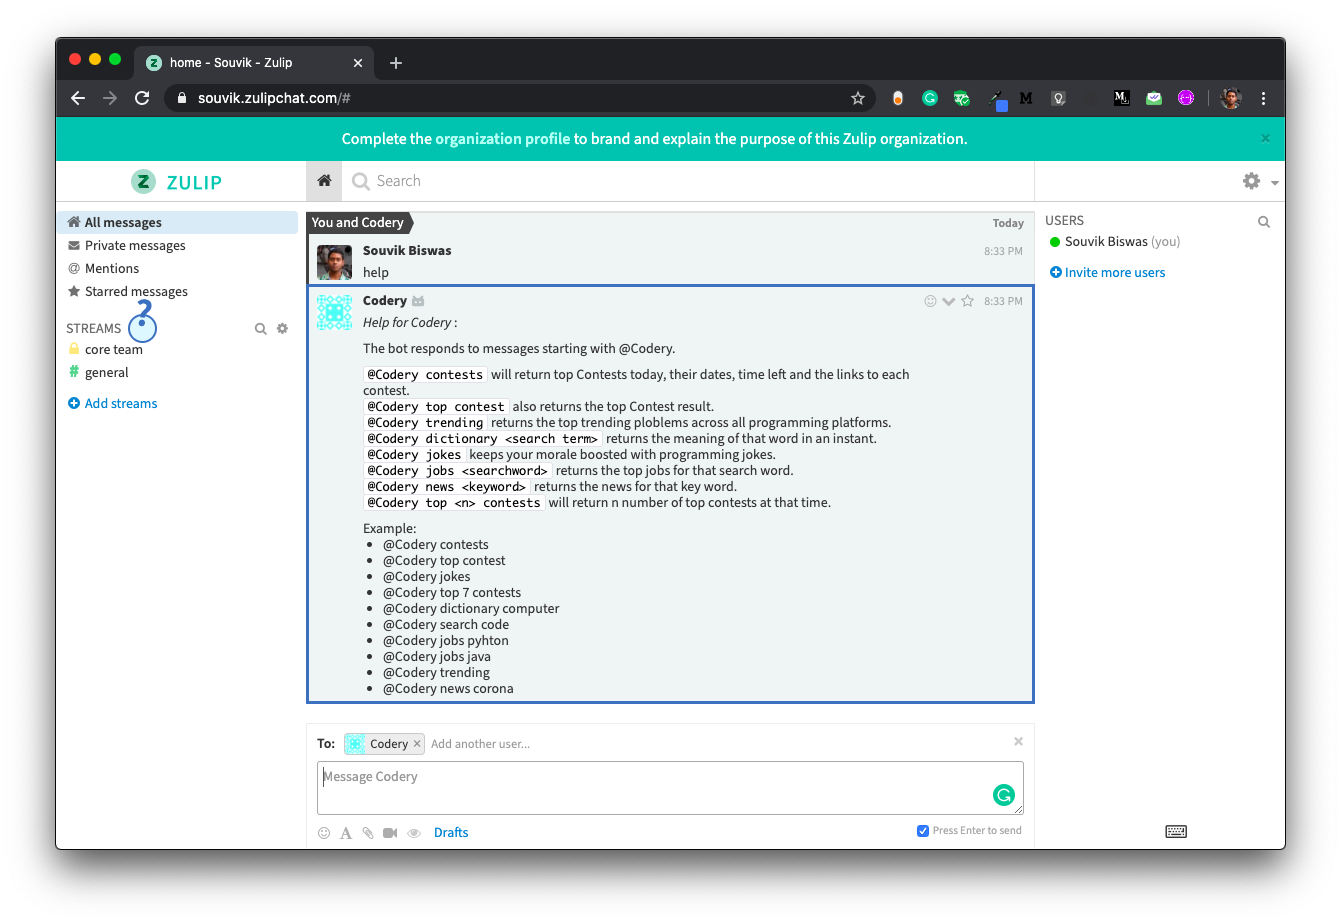 home - Souvik - Zulip
souvik.zulipchat.com/#
Complete the organization profile to brand and explain the purpose of this Zulip organization.
ZULIP
Search
All messages
Private messages
Mentions
Starred messages
STREAMS
core team
general
Add streams
You and Codery
Today
Souvik Biswas
8:33 PM
help
Codery
8:33 PM
Help for Codery :
The bot responds to messages starting with @Codery.
@Codery contests will return top Contests today, their dates, time left and the links to each
contest.
@Codery top contest also returns the top Contest result.
@Codery trending returns the top trending ploblems across all programming platforms.
@Codery dictionary <search term> returns the meaning of that word in an instant.
@Codery jokes keeps your morale boosted with programming jokes.
@Codery jobs <searchword> returns the top jobs for that search word.
@Codery news <keyword> returns the news for that key word.
@Codery top <n> contests will return n number of top contests at that time.
Example:
@Codery contests
@Codery top contest
@Codery jokes
@Codery top 7 contests
@Codery dictionary computer
@Codery search code
@Codery jobs pyhton
@Codery jobs java
@Codery trending
@Codery news corona
To: Codery × Add another user...
Message Codery
Drafts
Press Enter to send
USERS
Souvik Biswas (you)
Invite more users